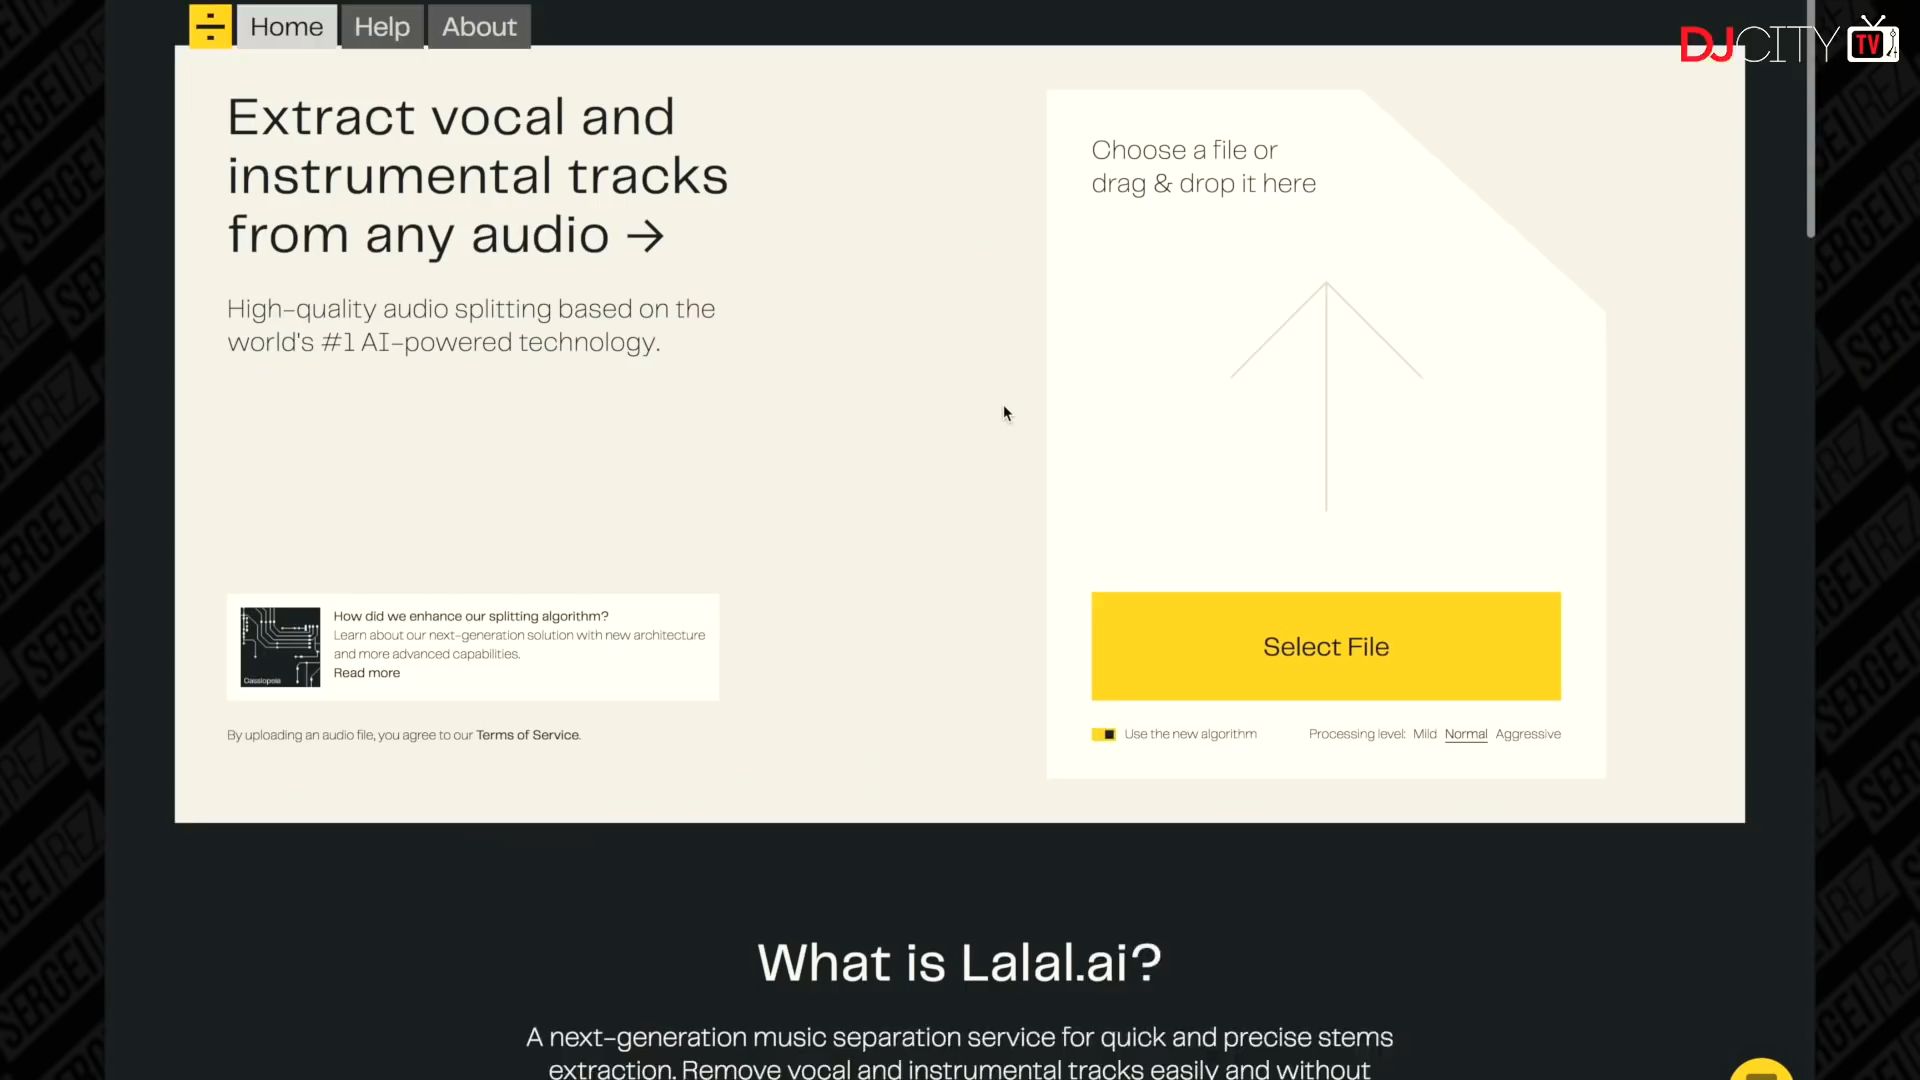 Home Help About
DJCITY TV
Extract vocal and
instrumental tracks
from any audio →
High-quality audio splitting based on the
world's #1 AI-powered technology.
Choose a file or
drag & drop it here
Cassiopeia
How did we enhance our splitting algorithm?
Learn about our next-generation solution with new architecture
and more advanced capabilities.
Read more
By uploading an audio file, you agree to our Terms of Service.
Select File
Use the new algorithm
Processing level: Mild Normal Aggressive
What is Lalal.ai?
A next-generation music separation service for quick and precise stems
extraction. Remove vocal and instrumental tracks easily and without